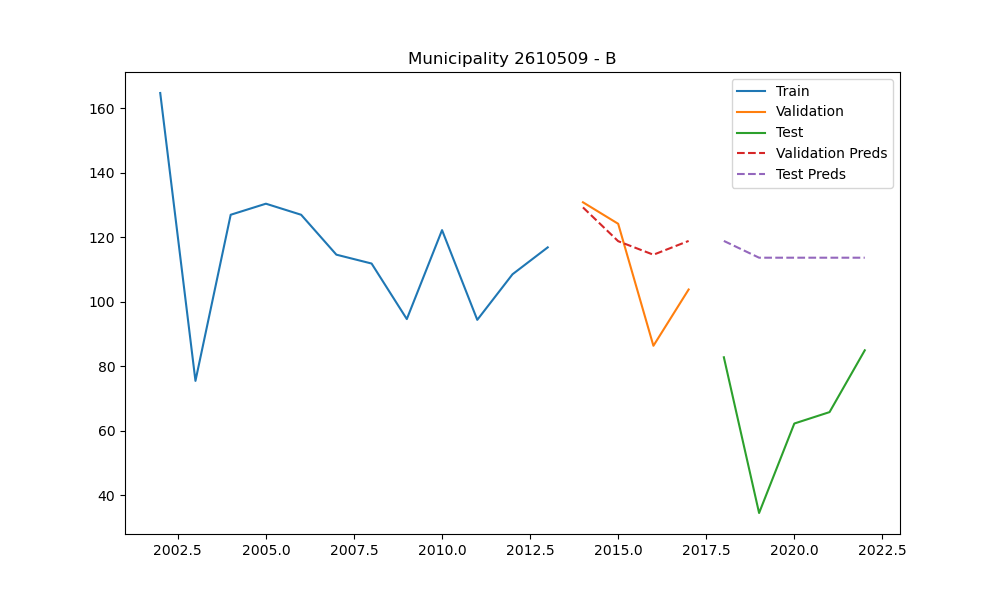 Municipality 2610509 - B
Train
Validation
Test
Validation Preds
Test Preds
160
140
120
100
80
60
40
2002.5 2005.0 2007.5 2010.0 2012.5 2015.0 2017.5 2020.0 2022.5